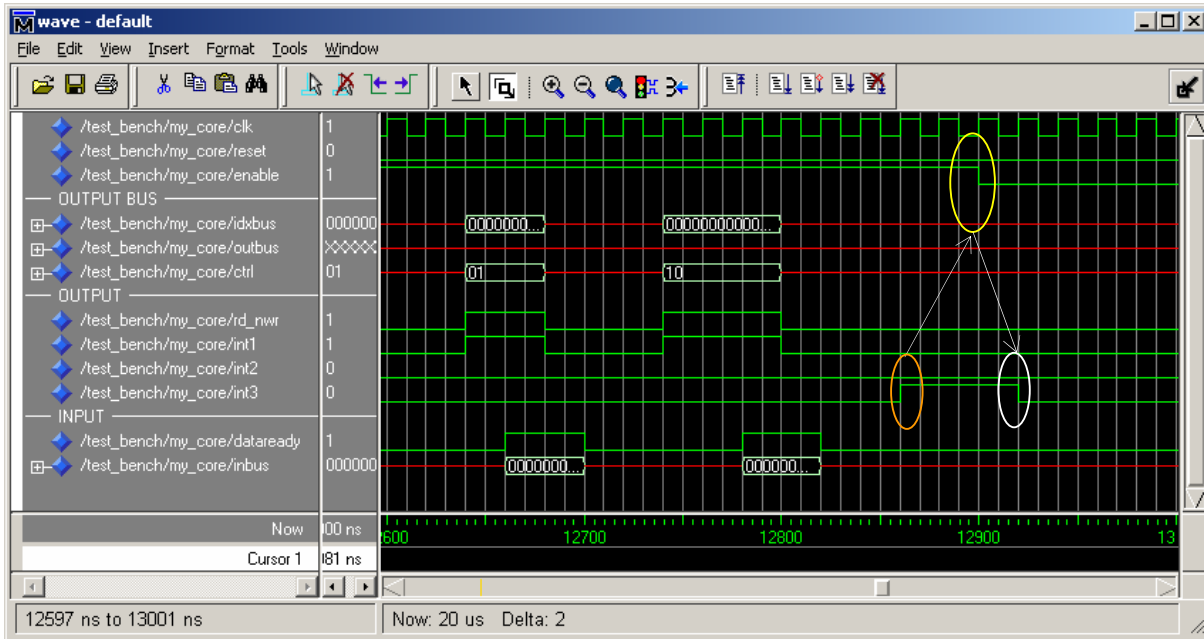 wave - default
File Edit View Insert Format Tools Window
/test_bench/my_core/clk 1
/test_bench/my_core/reset 0
/test_bench/my_core/enable 1
OUTPUT BUS
/test_bench/my_core/idxbus 000000 0000000... 00000000000...
/test_bench/my_core/outbus XXXXX
/test_bench/my_core/ctrl 01 01 10
OUTPUT
/test_bench/my_core/rd_nwr 1
/test_bench/my_core/int1 1
/test_bench/my_core/int2 0
/test_bench/my_core/int3 0
INPUT
/test_bench/my_core/dataready 1
/test_bench/my_core/inbus 000000 0000000... 000000...
Now 00 ns 600 12700 12800 12900 13
Cursor 1 81 ns
12597 ns to 13001 ns Now: 20 us Delta: 2